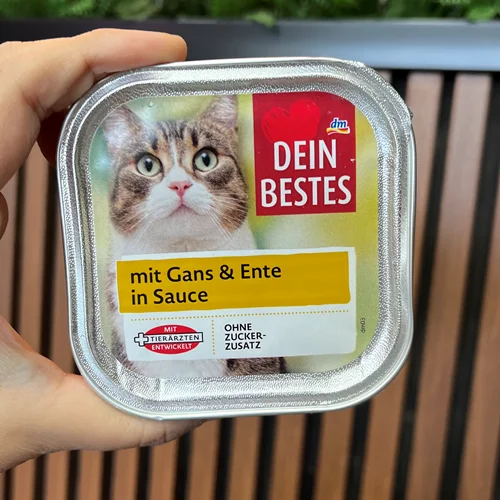 dm
DEIN
BESTES
mit Gans & Ente
in Sauce
MIT
TIERÄRZTEN
ENTWICKELT
OHNE
ZUCKER-
ZUSATZ